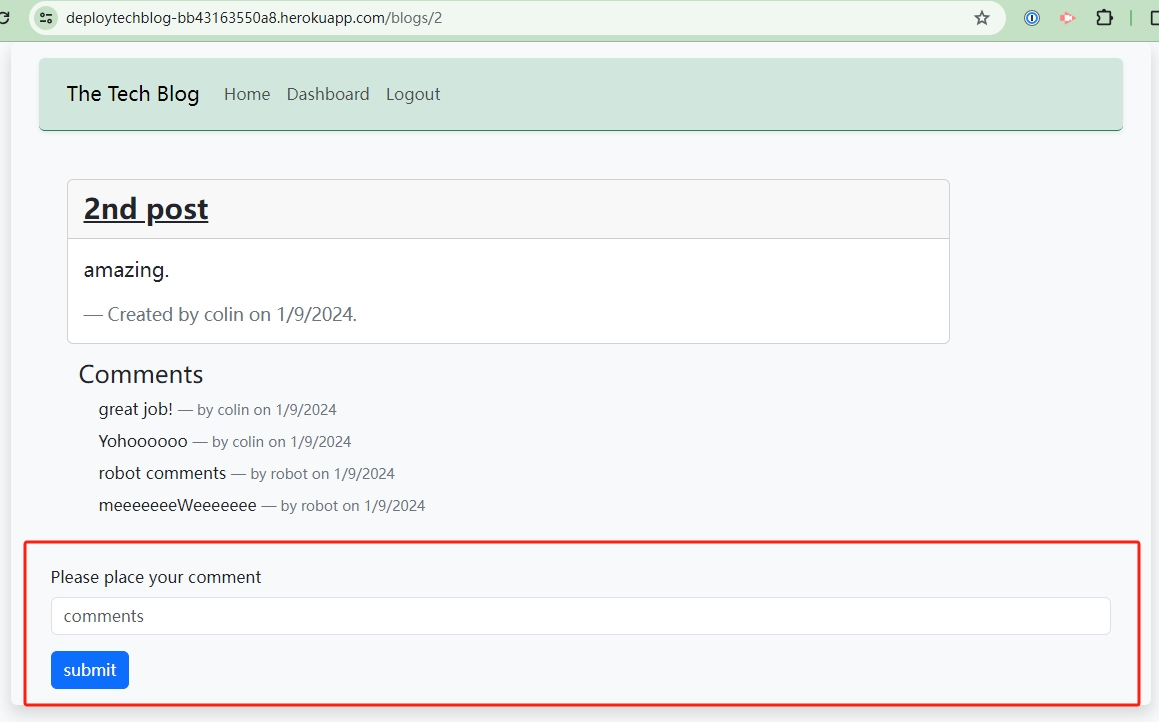 deploytechblog-bb43163550a8.herokuapp.com/blogs/2
The Tech Blog Home Dashboard Logout
2nd post
amazing.
— Created by colin on 1/9/2024.
Comments
great job! — by colin on 1/9/2024
Yohoooooo — by colin on 1/9/2024
robot comments — by robot on 1/9/2024
meeeeeeeWeeeeeee — by robot on 1/9/2024
Please place your comment
comments
submit